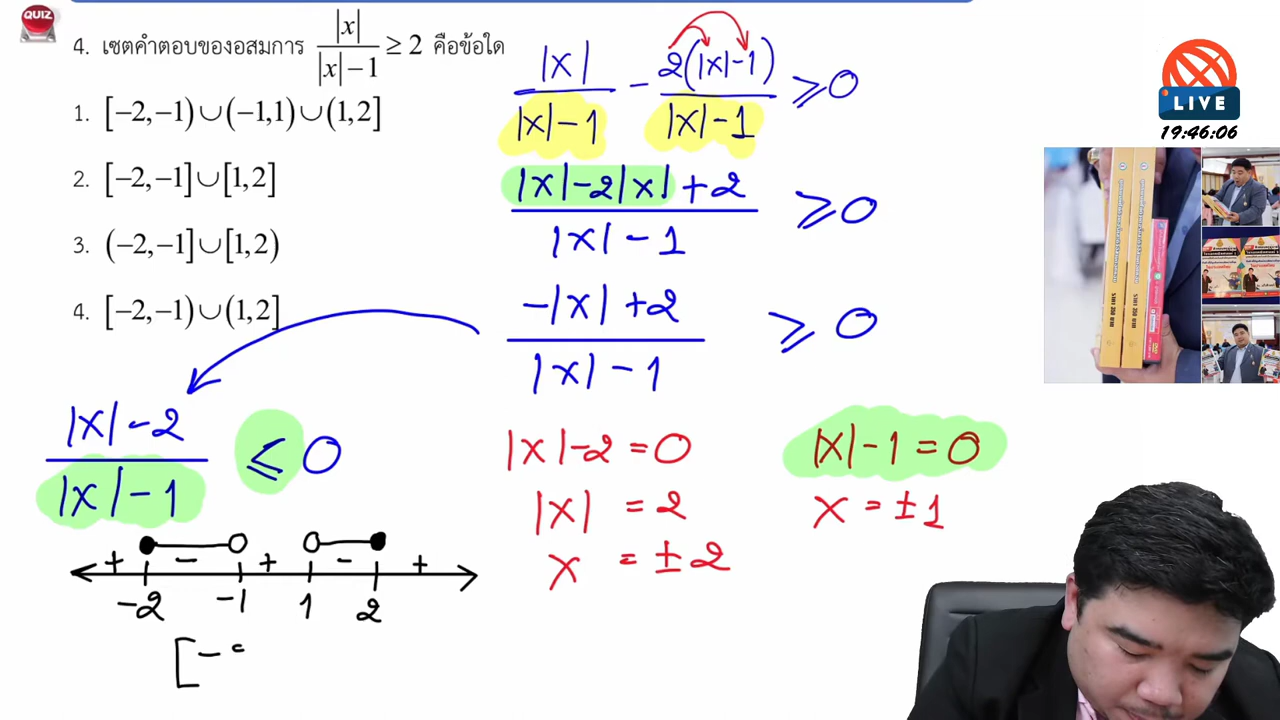 QUIZ
4. เซตคำตอบของอสมการ |x| / (|x| − 1) ≥ 2 คือข้อใด
1. [−2,−1) ∪ (−1,1) ∪ (1,2]
2. [−2,−1] ∪ [1,2]
3. (−2,−1] ∪ [1,2)
4. [−2,−1) ∪ (1,2]
|x| / (|x| − 1) − 2(|x| − 1) / (|x| − 1) ≥ 0
(|x| − 2|x| + 2) / (|x| − 1) ≥ 0
(−|x| + 2) / (|x| − 1) ≥ 0
(|x| − 2) / (|x| − 1) ≤ 0
+ − + − +
−2 −1 1 2
[−
|x| − 2 = 0
|x| = 2
x = ± 2
|x| − 1 = 0
x = ± 1
LIVE
19:46:06